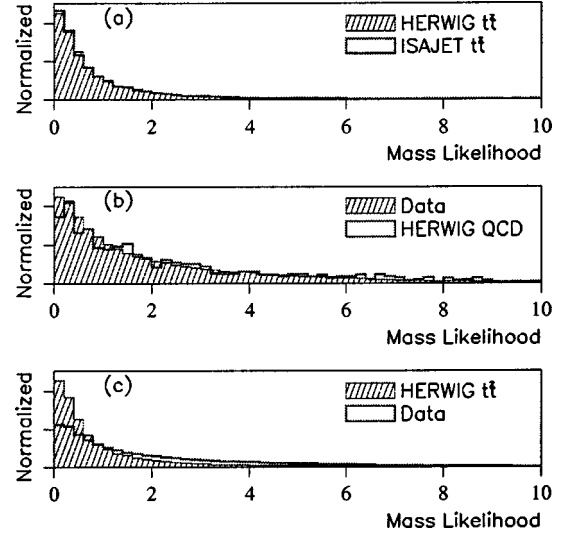 (a)
HERWIG tt̄
ISAJET tt̄
Normalized
0 2 4 6 8 10
Mass Likelihood
(b)
Data
HERWIG QCD
Normalized
0 2 4 6 8 10
Mass Likelihood
(c)
HERWIG tt̄
Data
Normalized
0 2 4 6 8 10
Mass Likelihood